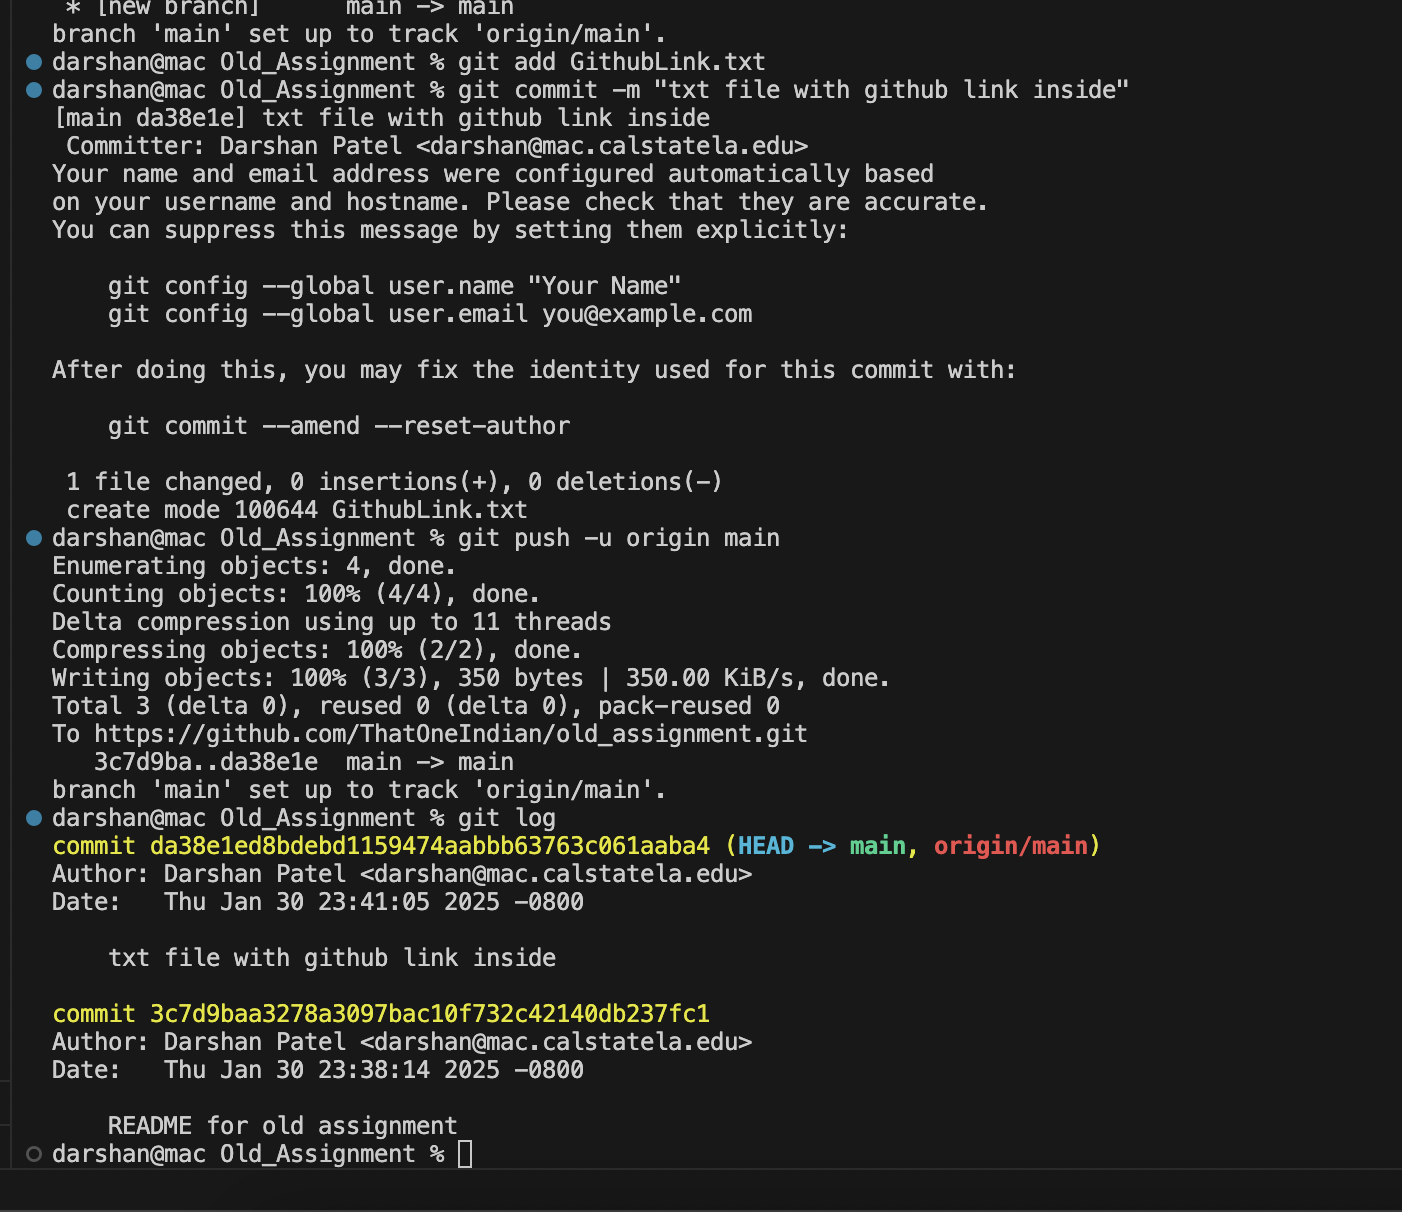 * [new branch]      main -> main
branch 'main' set up to track 'origin/main'.
darshan@mac Old_Assignment % git add GithubLink.txt
darshan@mac Old_Assignment % git commit -m "txt file with github link inside"
[main da38e1e] txt file with github link inside
 Committer: Darshan Patel <darshan@mac.calstatela.edu>
Your name and email address were configured automatically based
on your username and hostname. Please check that they are accurate.
You can suppress this message by setting them explicitly:

    git config --global user.name "Your Name"
    git config --global user.email you@example.com

After doing this, you may fix the identity used for this commit with:

    git commit --amend --reset-author

 1 file changed, 0 insertions(+), 0 deletions(-)
 create mode 100644 GithubLink.txt
darshan@mac Old_Assignment % git push -u origin main
Enumerating objects: 4, done.
Counting objects: 100% (4/4), done.
Delta compression using up to 11 threads
Compressing objects: 100% (2/2), done.
Writing objects: 100% (3/3), 350 bytes | 350.00 KiB/s, done.
Total 3 (delta 0), reused 0 (delta 0), pack-reused 0
To https://github.com/ThatOneIndian/old_assignment.git
   3c7d9ba..da38e1e  main -> main
branch 'main' set up to track 'origin/main'.
darshan@mac Old_Assignment % git log
commit da38e1ed8bdebd1159474aabbb63763c061aaba4 (HEAD -> main, origin/main)
Author: Darshan Patel <darshan@mac.calstatela.edu>
Date:   Thu Jan 30 23:41:05 2025 -0800

    txt file with github link inside

commit 3c7d9baa3278a3097bac10f732c42140db237fc1
Author: Darshan Patel <darshan@mac.calstatela.edu>
Date:   Thu Jan 30 23:38:14 2025 -0800

    README for old assignment
darshan@mac Old_Assignment %